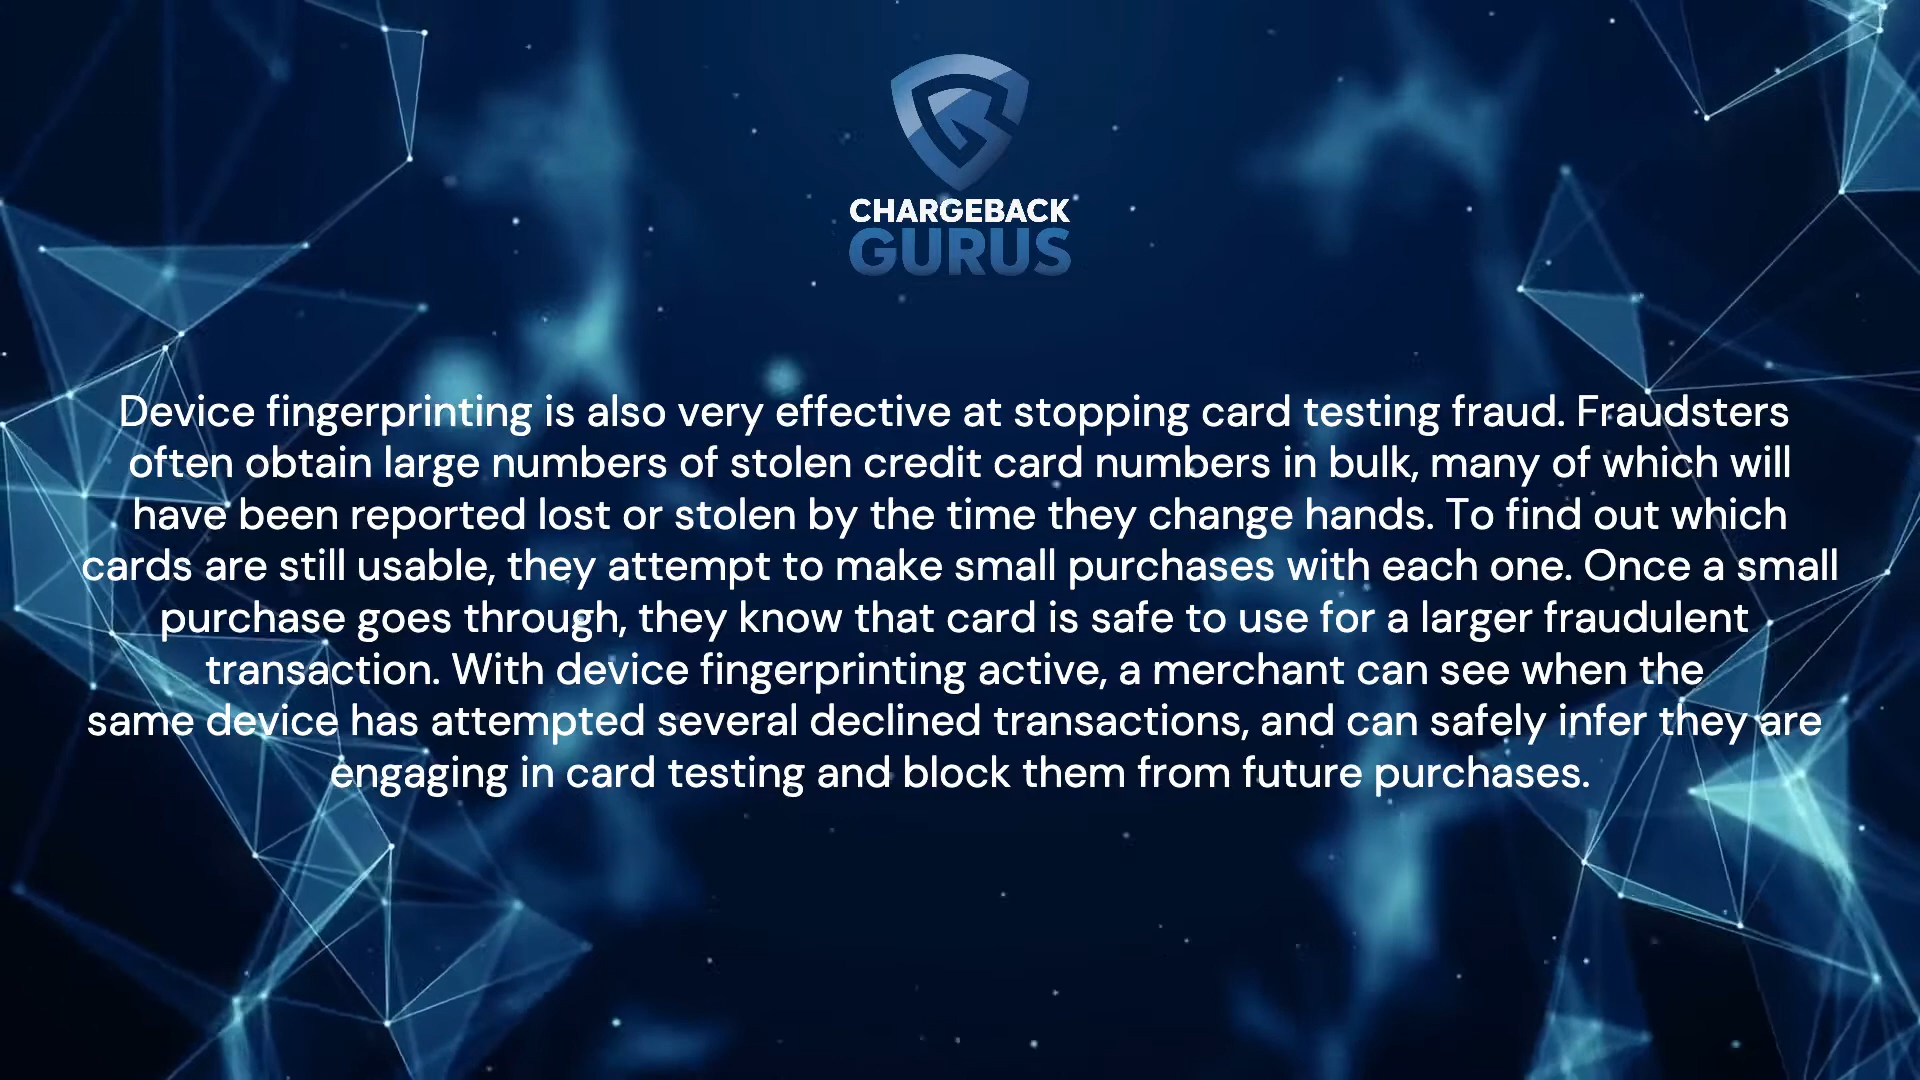 CHARGEBACK
GURUS
Device fingerprinting is also very effective at stopping card testing fraud. Fraudsters
often obtain large numbers of stolen credit card numbers in bulk, many of which will
have been reported lost or stolen by the time they change hands. To find out which
cards are still usable, they attempt to make small purchases with each one. Once a small
purchase goes through, they know that card is safe to use for a larger fraudulent
transaction. With device fingerprinting active, a merchant can see when the
same device has attempted several declined transactions, and can safely infer they are
engaging in card testing and block them from future purchases.